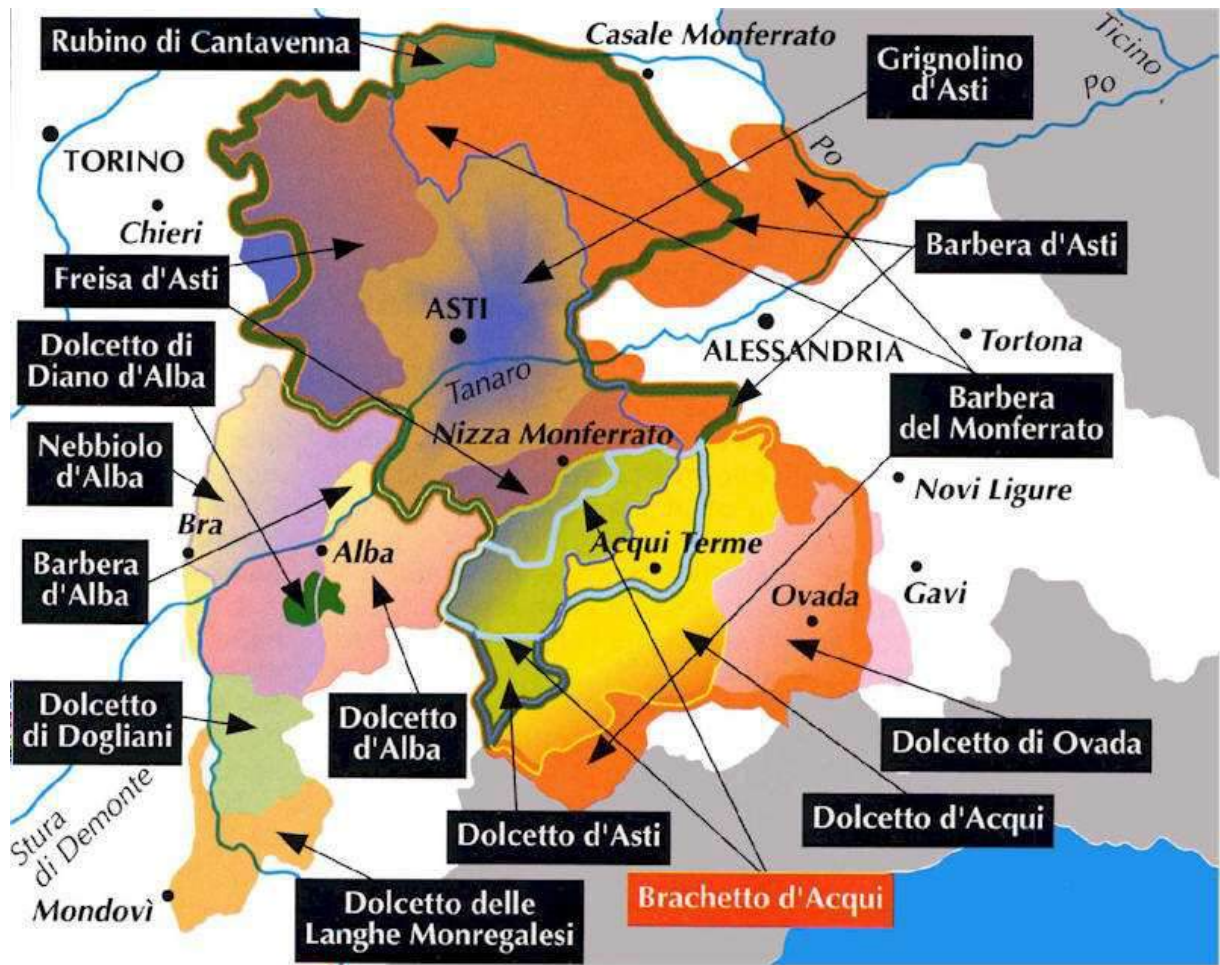 Rubino di Cantavenna
Casale Monferrato
Ticino
Po
Grignolino
d'Asti
Po
TORINO
Chieri
Freisa d'Asti
Barbera d'Asti
ASTI
ALESSANDRIA
Tortona
Dolcetto di
Diano d'Alba
Tanaro
Barbera
del Monferrato
Nebbiolo
d'Alba
Nizza Monferrato
Novi Ligure
Bra
Alba
Acqui Terme
Barbera
d'Alba
Ovada
Gavi
Dolcetto
di Dogliani
Dolcetto
d'Alba
Dolcetto di Ovada
Stura
di Demonte
Dolcetto d'Asti
Dolcetto d'Acqui
Mondovì
Dolcetto delle
Langhe Monregalesi
Brachetto d'Acqui